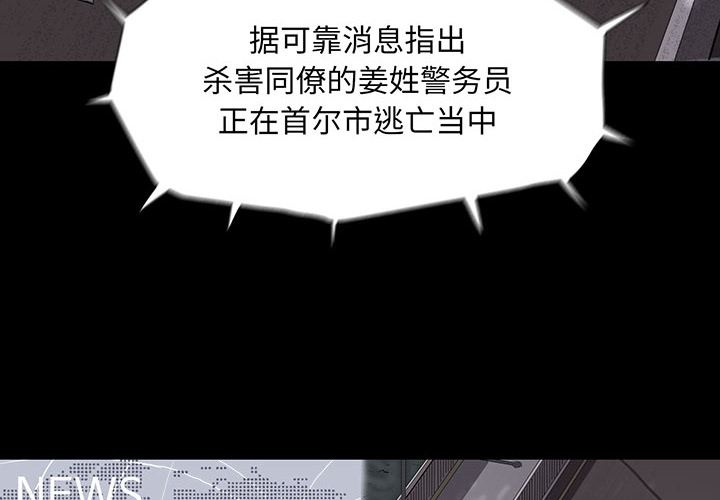 据可靠消息指出
杀害同僚的姜姓警务员
正在首尔市逃亡当中
NEWS